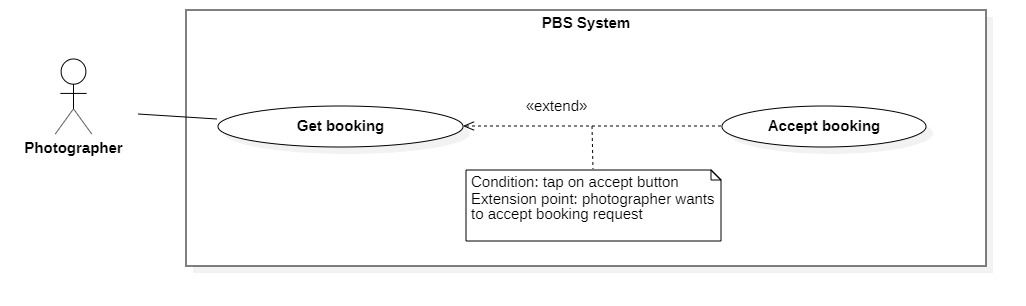 PBS System
«extend»
Photographer
Get booking
Accept booking
Condition: tap on accept button
Extension point: photographer wants
to accept booking request